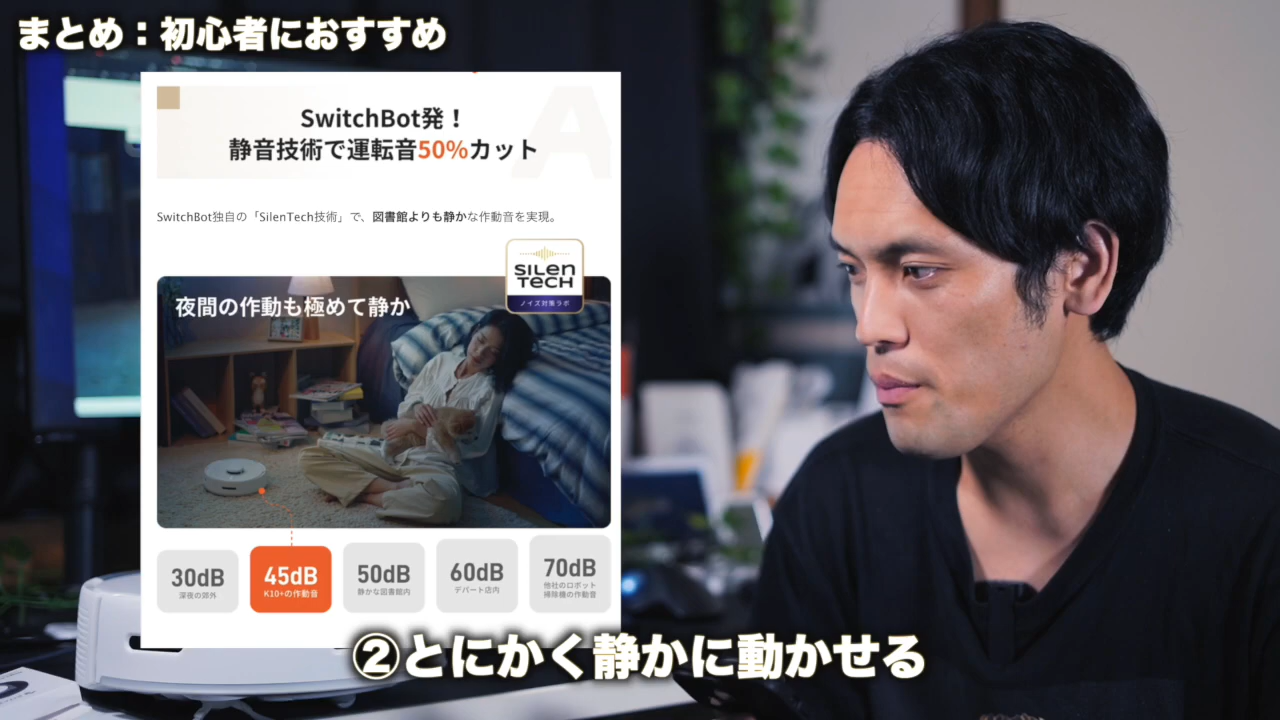 まとめ：初心者におすすめ
SwitchBot発！
静音技術で運転音50%カット
SwitchBot独自の「SilenTech技術」で、図書館よりも静かな作動音を実現。
SILEN
TECH
ノイズ対策ラボ
夜間の作動も極めて静か
30dB
深夜の郊外
45dB
K10+の作動音
50dB
静かな図書館内
60dB
デパート店内
70dB
他社のロボット
掃除機の作動音
②とにかく静かに動かせる